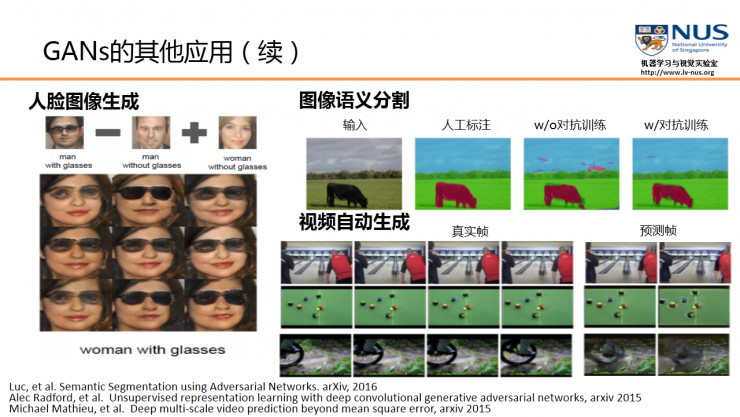 GANs的其他应用（续）
NUS
National University
of Singapore
机器学习与视觉实验室
http://www.lv-nus.org
人脸图像生成
man
with glasses
man
without glasses
woman
without glasses
woman with glasses
图像语义分割
输入
人工标注
w/o对抗训练
w/对抗训练
视频自动生成
真实帧
预测帧
Luc, et al. Semantic Segmentation using Adversarial Networks. arXiv, 2016
Alec Radford, et al. Unsupervised representation learning with deep convolutional generative adversarial networks, arxiv 2015
Michael Mathieu, et al. Deep multi-scale video prediction beyond mean square error, arxiv 2015